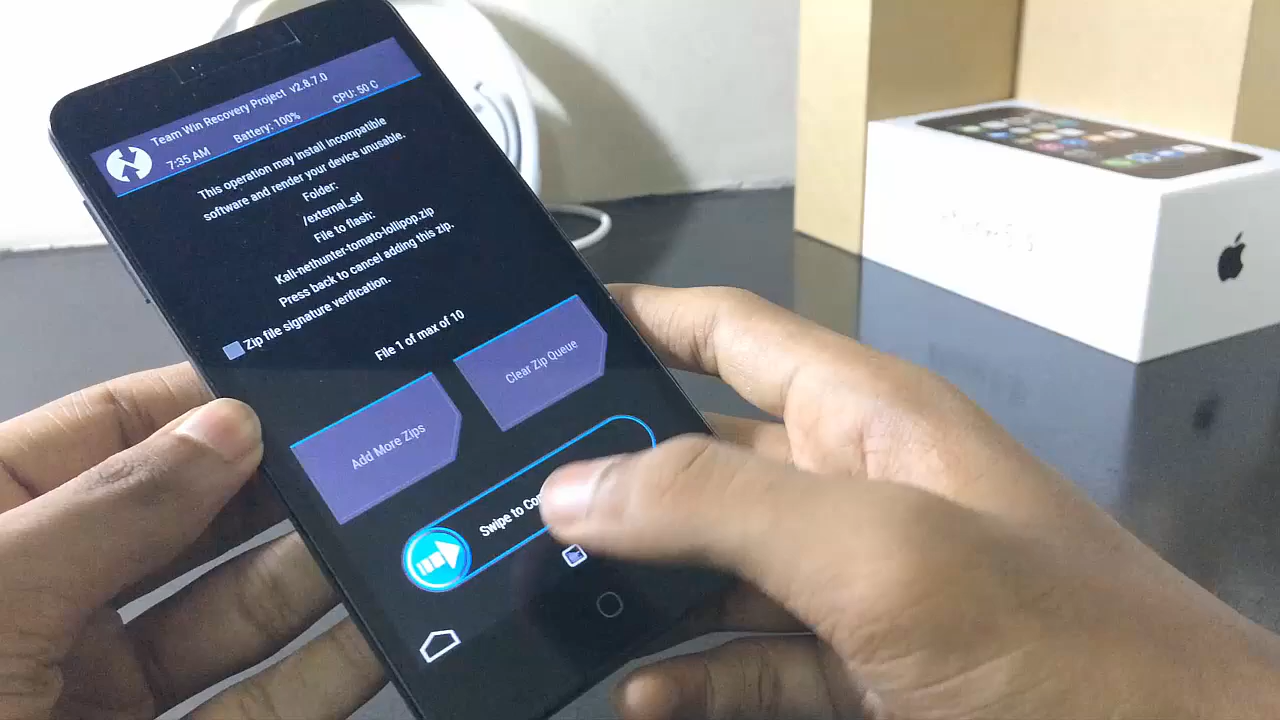 Team Win Recovery Project v2.8.7.0
7:35 AM Battery: 100% CPU: 50 C
This operation may install incompatible
software and render your device unusable.
Folder:
/external_sd
File to flash:
Kali-nethunter-tomato-lollipop.zip
Press back to cancel adding this zip.
Zip file signature verification.
File 1 of max of 10
Add More Zips
Clear Zip Queue
Swipe to